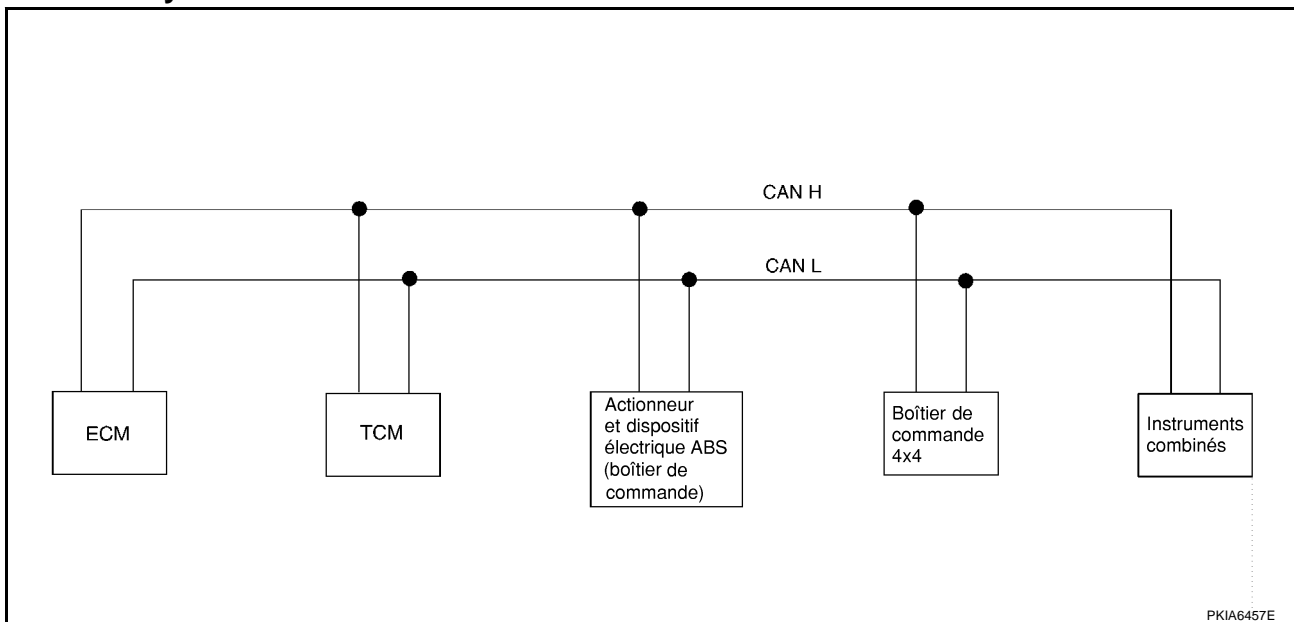 CAN H
CAN L
ECM
TCM
Actionneur
et dispositif
électrique ABS
(boîtier de
commande)
Boîtier de
commande
4x4
Instruments
combinés
PKIA6457E